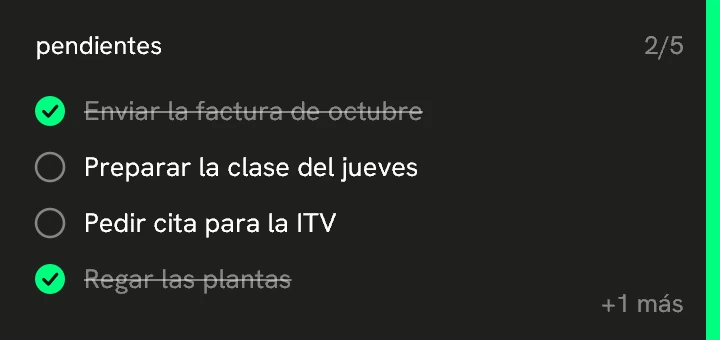 pendientes 2/5
Enviar la factura de octubre
Preparar la clase del jueves
Pedir cita para la ITV
Regar las plantas
+1 más